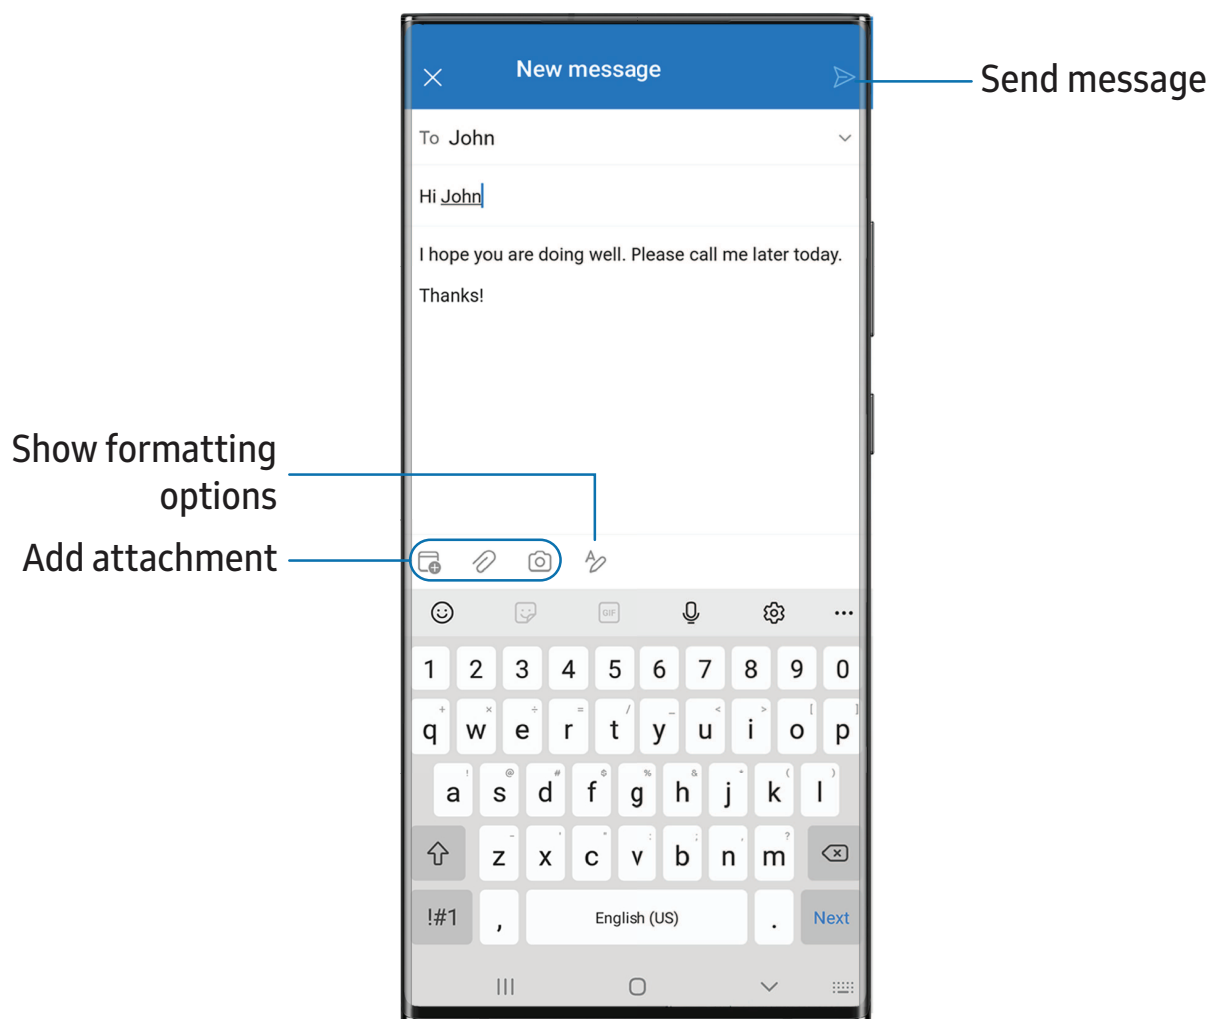 New message
Send message
To John
Hi John
I hope you are doing well. Please call me later today.
Thanks!
Show formatting
options
Add attachment
GIF
1 2 3 4 5 6 7 8 9 0
+ × ÷ = / _ < > [ ]
q w e r t y u i o p
! @ # $ % & * ( )
a s d f g h j k l
- ' " : ; , ?
z x c v b n m
!#1 , English (US) . Next